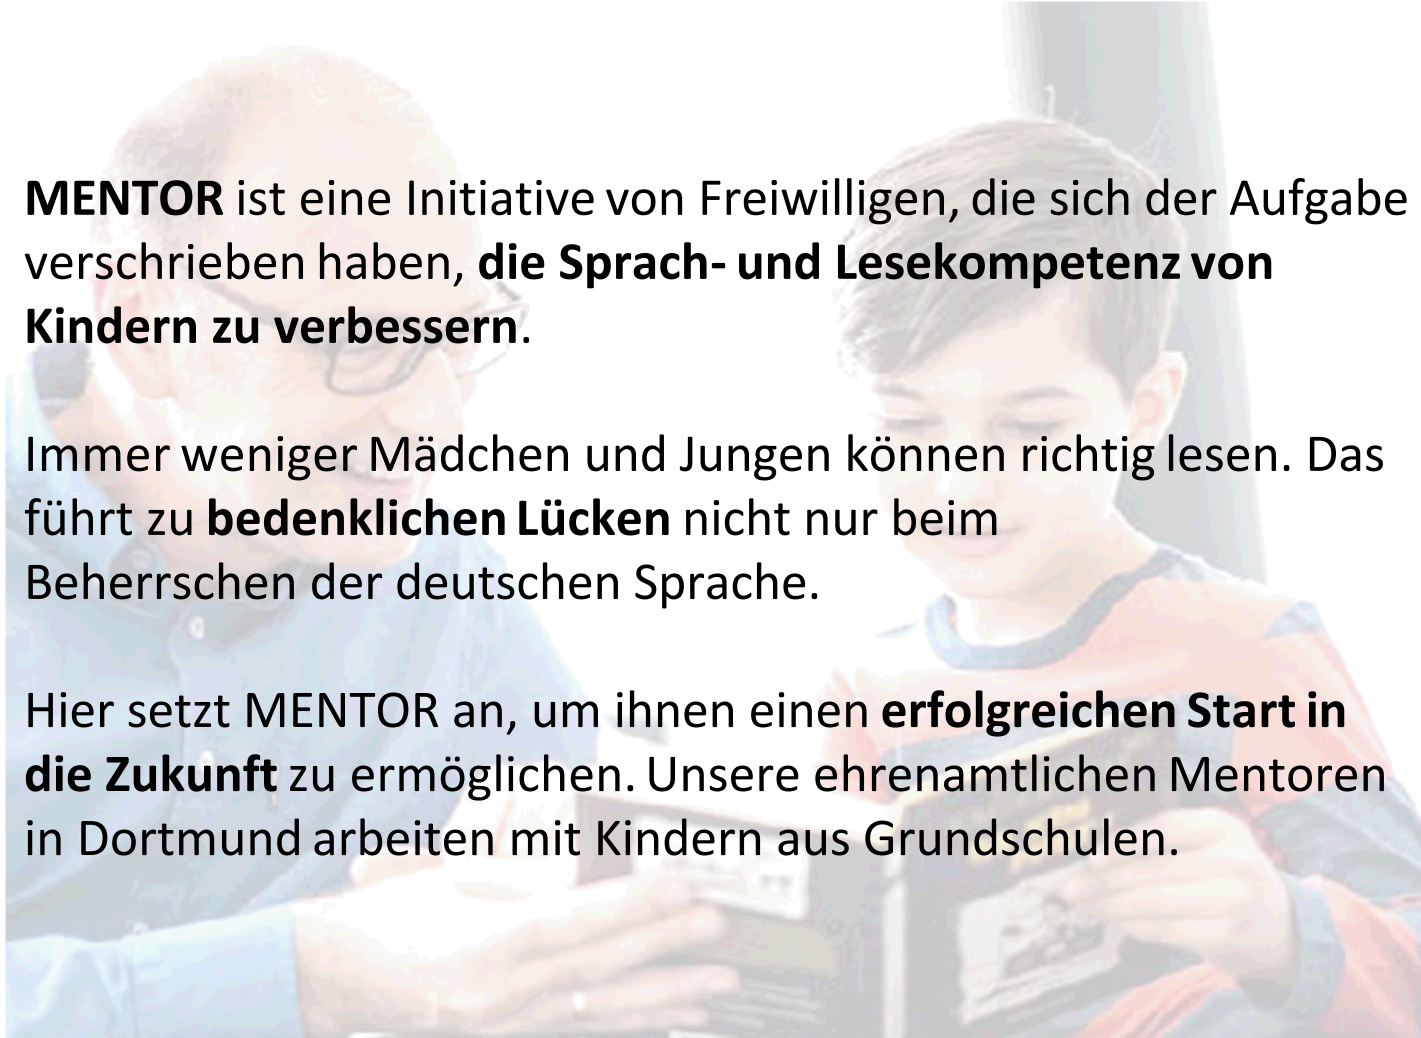 MENTOR ist eine Initiative von Freiwilligen, die sich der Aufgabe
verschrieben haben, die Sprach- und Lesekompetenz von
Kindern zu verbessern.
Immer weniger Mädchen und Jungen können richtig lesen. Das
führt zu bedenklichen Lücken nicht nur beim
Beherrschen der deutschen Sprache.
Hier setzt MENTOR an, um ihnen einen erfolgreichen Start in
die Zukunft zu ermöglichen. Unsere ehrenamtlichen Mentoren
in Dortmund arbeiten mit Kindern aus Grundschulen.